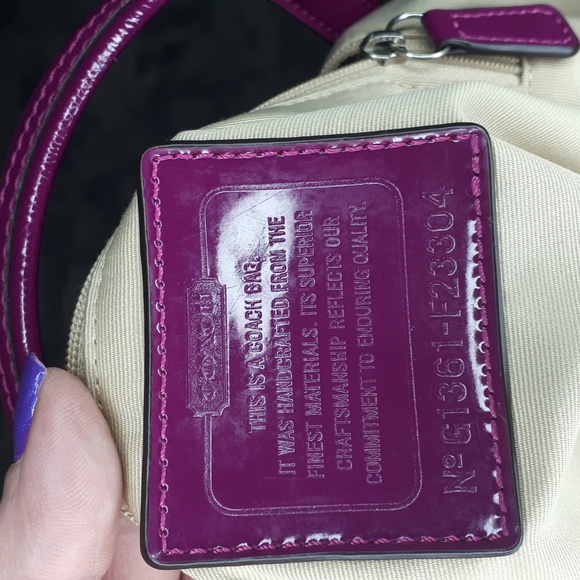 COACH
THIS IS A COACH BAG.
IT WAS HANDCRAFTED FROM THE
FINEST MATERIALS. ITS SUPERIOR
CRAFTSMANSHIP REFLECTS OUR
COMMITMENT TO ENDURING QUALITY.
Nº G1361-F23304